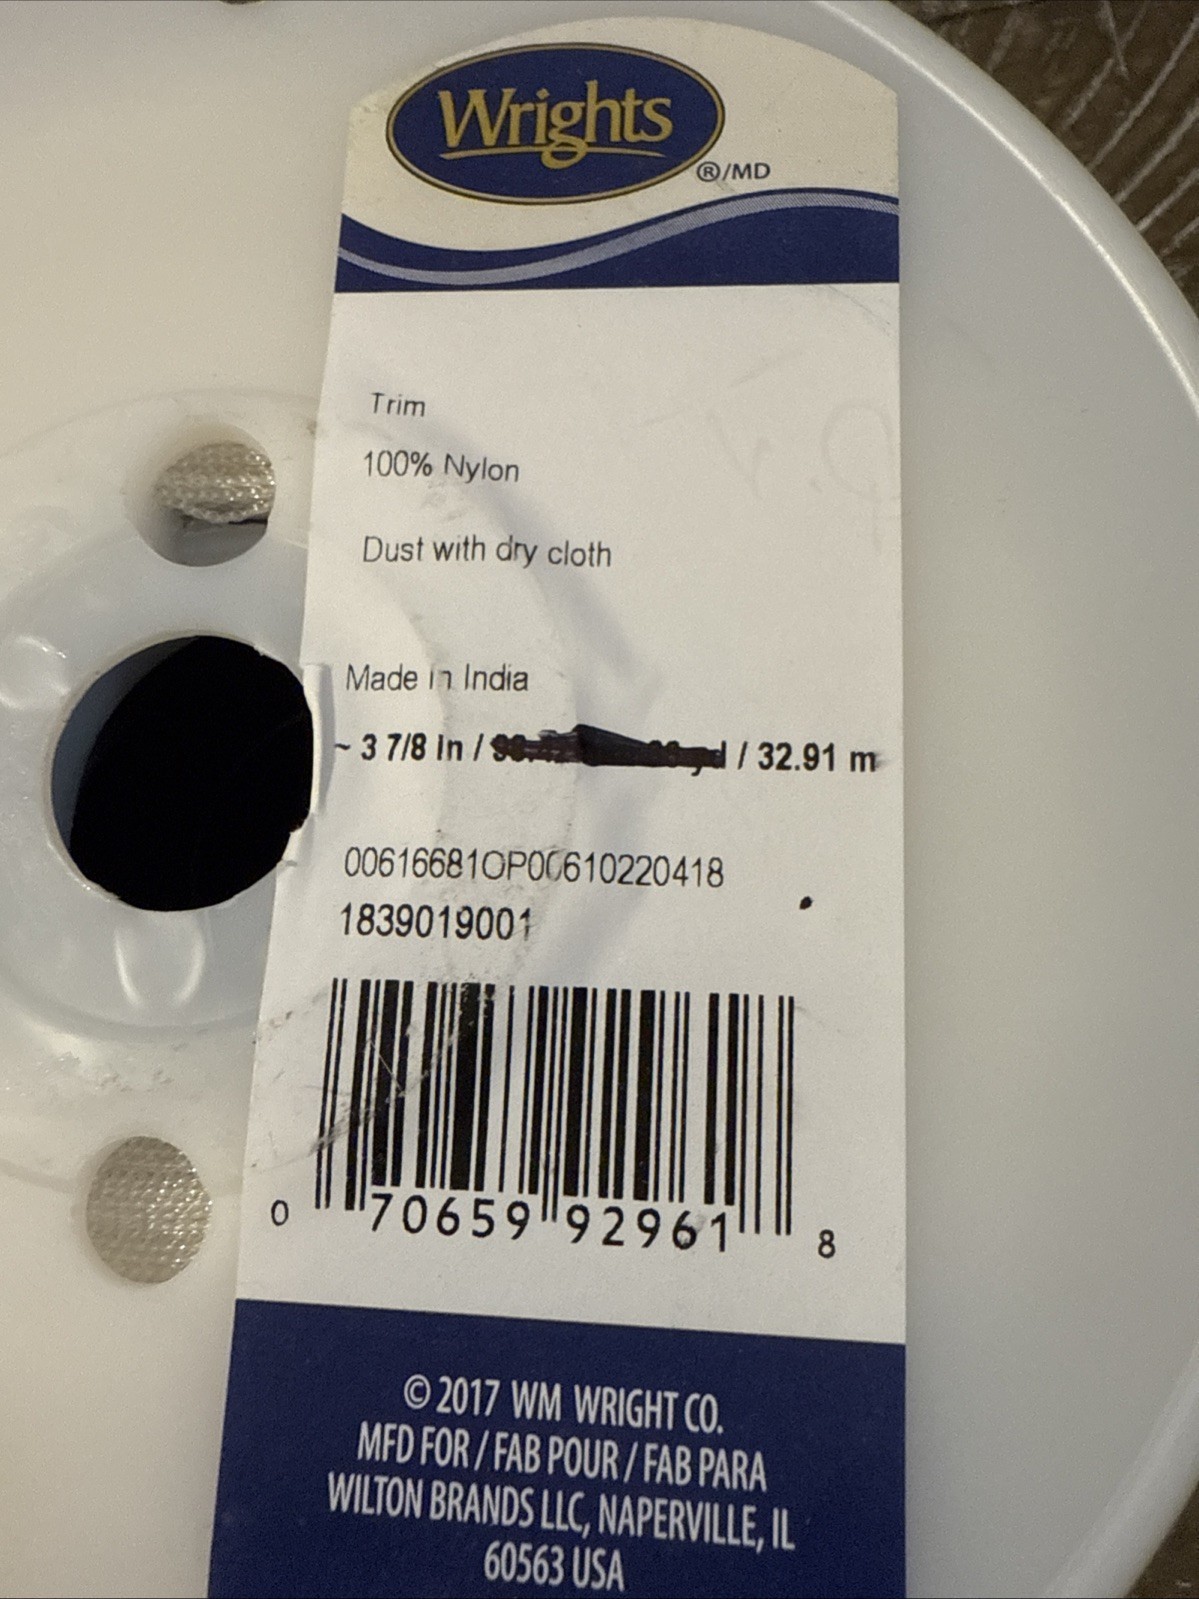 Wrights
®/MD
Trim
100% Nylon
Dust with dry cloth
Made in India
~ 3 7/8 in / yd / 32.91 m
00616681OP00610220418
1839019001
0 70659 92961 8
© 2017 WM WRIGHT CO.
MFD FOR / FAB POUR / FAB PARA
WILTON BRANDS LLC, NAPERVILLE, IL
60563 USA